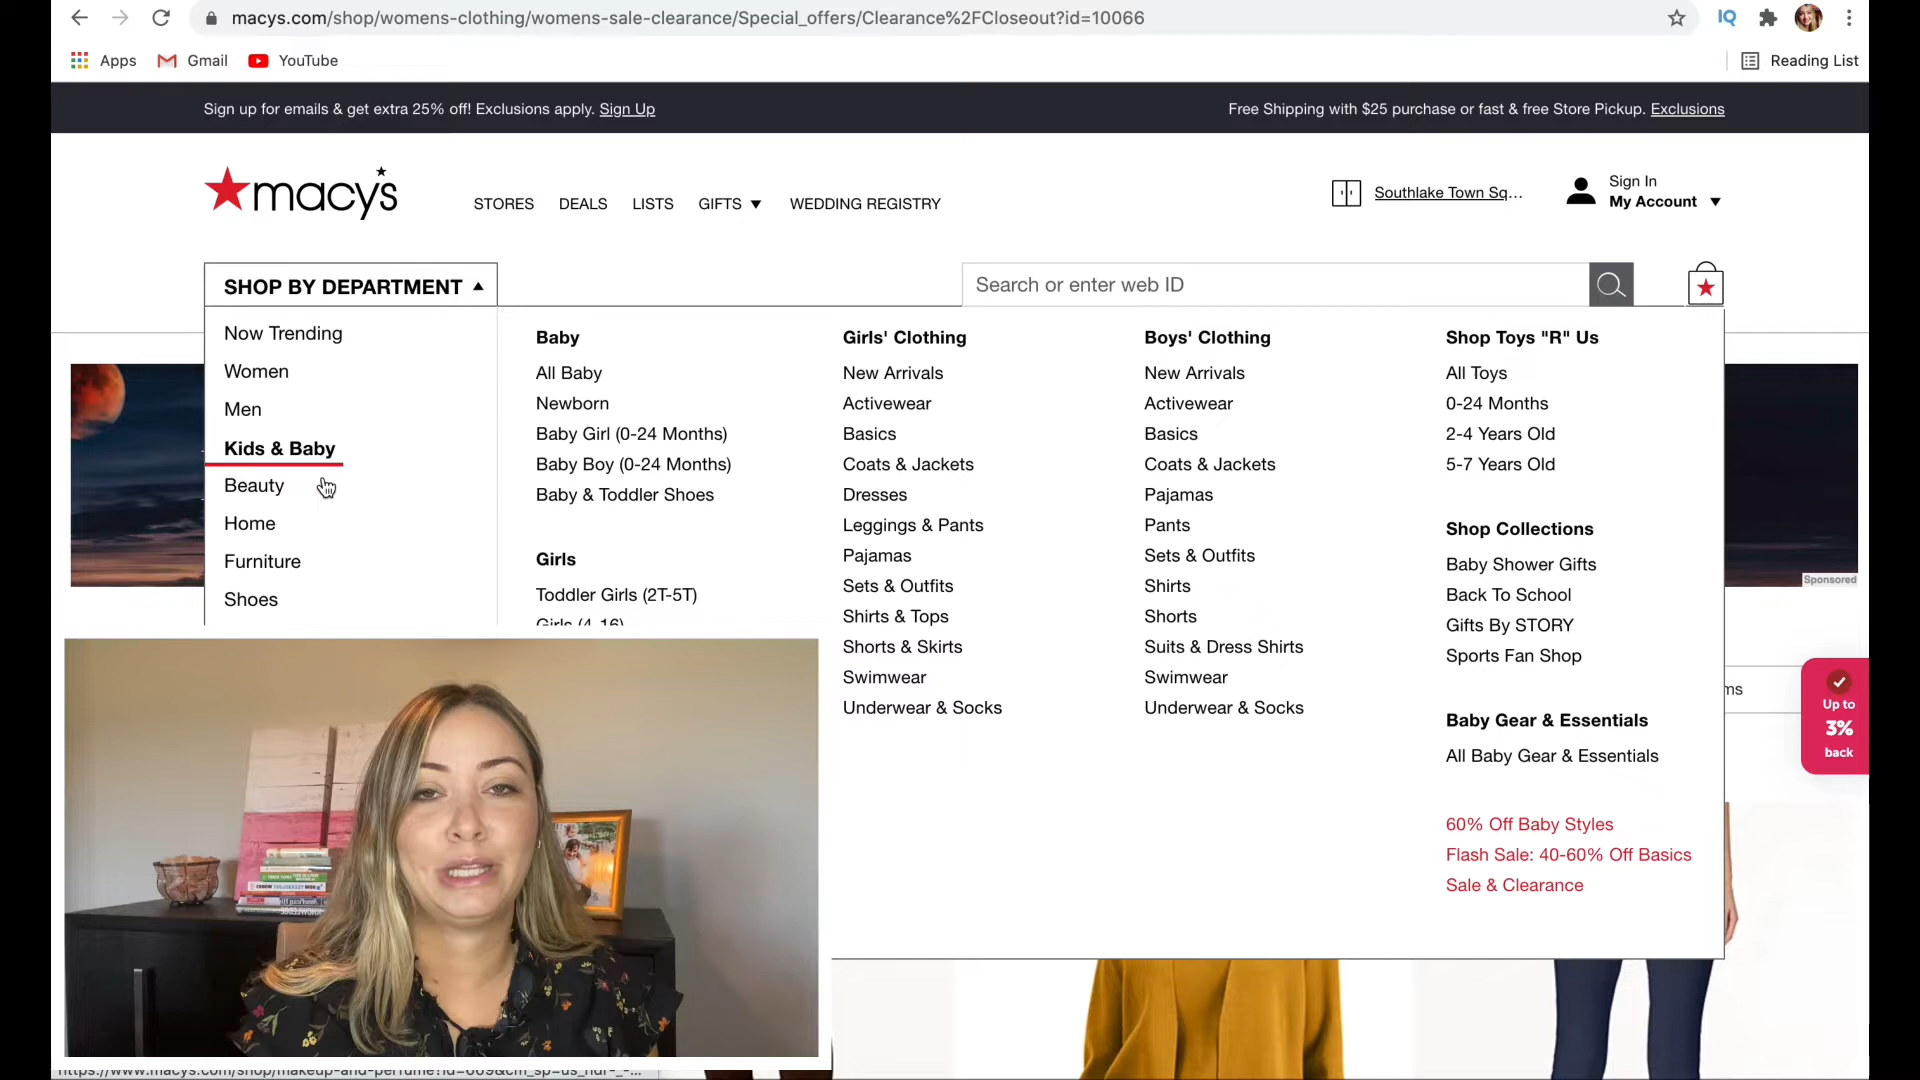 macys.com/shop/womens-clothing/womens-sale-clearance/Special_offers/Clearance%2FCloseout?id=10066
IQ
Apps
Gmail
YouTube
Reading List
Sign up for emails & get extra 25% off! Exclusions apply. Sign Up
Free Shipping with $25 purchase or fast & free Store Pickup. Exclusions
macy's
STORES
DEALS
LISTS
GIFTS
WEDDING REGISTRY
Southlake Town Sq...
Sign In
My Account
SHOP BY DEPARTMENT
Search or enter web ID
Now Trending
Women
Men
Kids & Baby
Beauty
Home
Furniture
Shoes
Baby
All Baby
Newborn
Baby Girl (0-24 Months)
Baby Boy (0-24 Months)
Baby & Toddler Shoes
Girls
Toddler Girls (2T-5T)
Girls (4-16)
Girls' Clothing
New Arrivals
Activewear
Basics
Coats & Jackets
Dresses
Leggings & Pants
Pajamas
Sets & Outfits
Shirts & Tops
Shorts & Skirts
Swimwear
Underwear & Socks
Boys' Clothing
New Arrivals
Activewear
Basics
Coats & Jackets
Pajamas
Pants
Sets & Outfits
Shirts
Shorts
Suits & Dress Shirts
Swimwear
Underwear & Socks
Shop Toys "R" Us
All Toys
0-24 Months
2-4 Years Old
5-7 Years Old
Shop Collections
Baby Shower Gifts
Back To School
Gifts By STORY
Sports Fan Shop
Baby Gear & Essentials
All Baby Gear & Essentials
60% Off Baby Styles
Flash Sale: 40-60% Off Basics
Sale & Clearance
Sponsored
Up to
3%
back